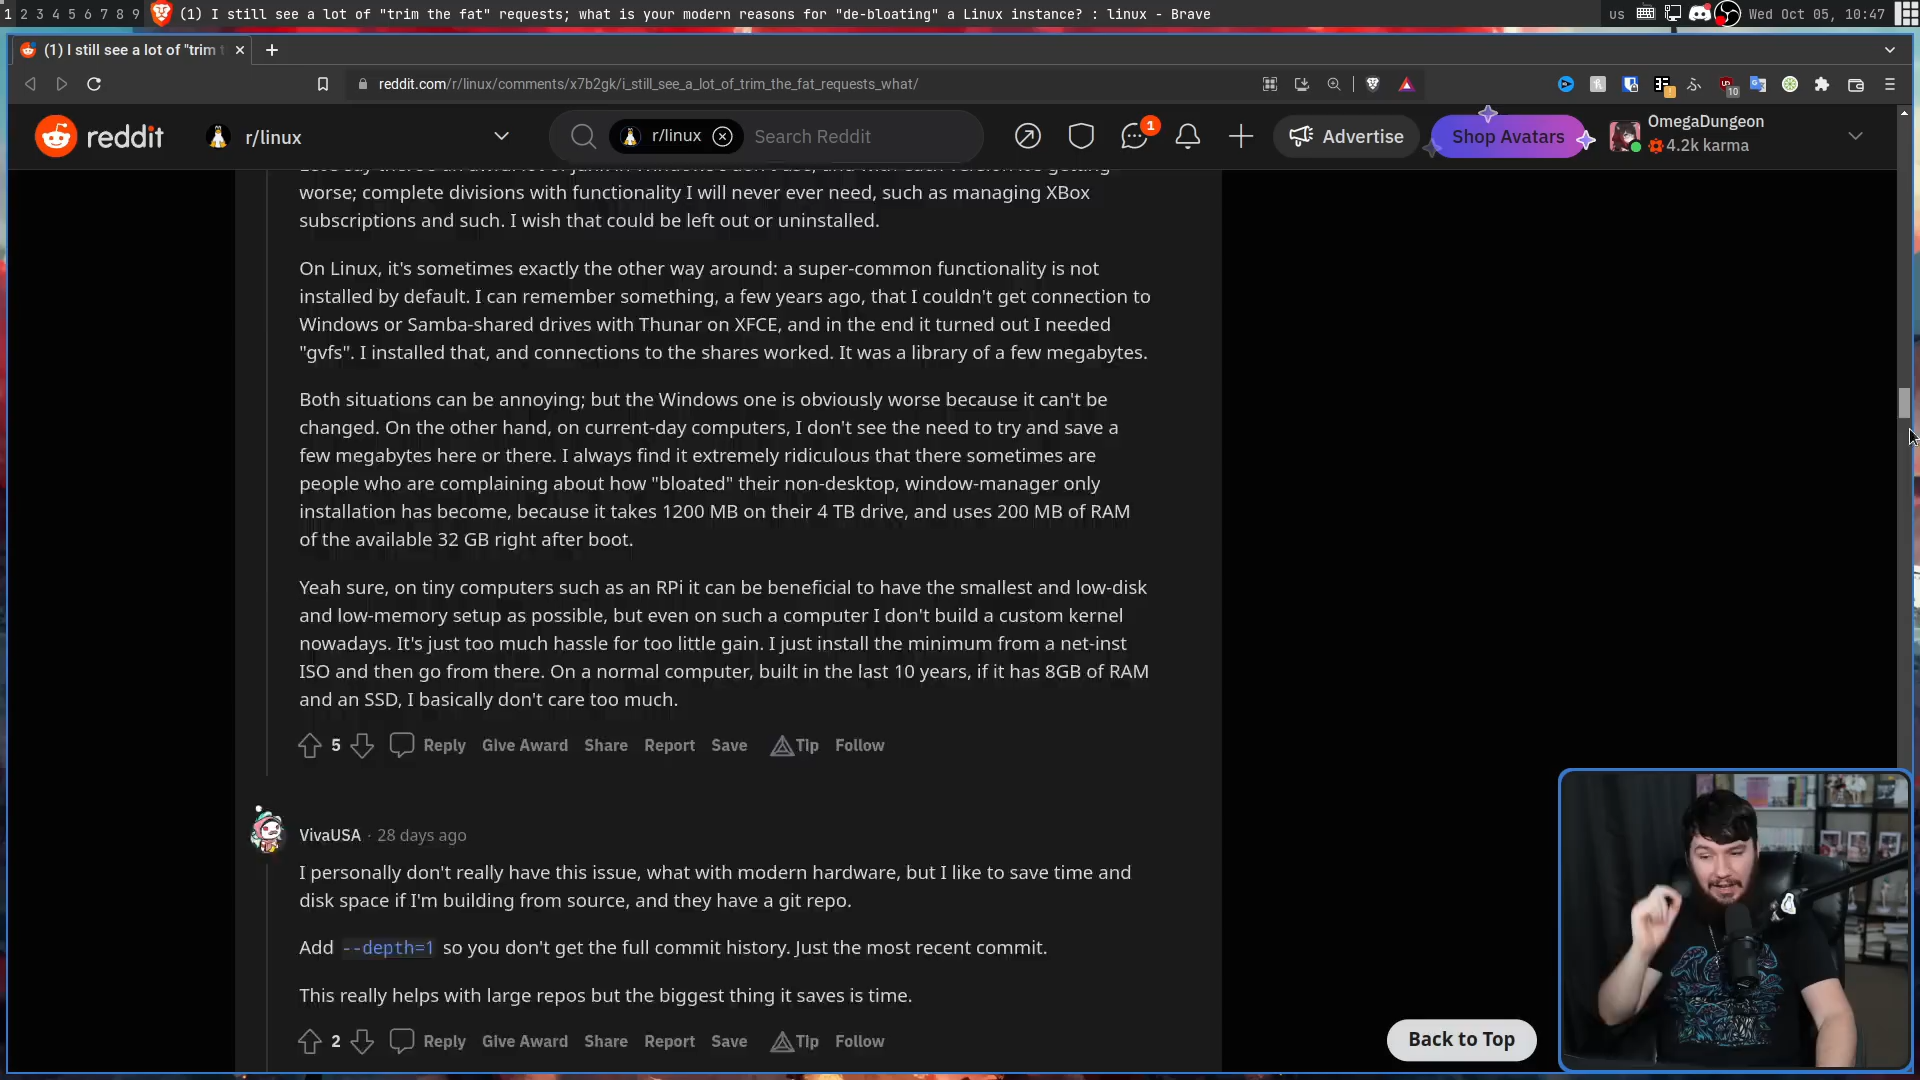 1 2 3 4 5 6 7 8 9 (1) I still see a lot of "trim the fat" requests; what is your modern reasons for "de-bloating" a Linux instance? : linux - Brave
us Wed Oct 05, 10:47
(1) I still see a lot of "trim t
reddit.com/r/linux/comments/x7b2gk/i_still_see_a_lot_of_trim_the_fat_requests_what/
10
reddit r/linux
r/linux Search Reddit
1
Advertise
Shop Avatars
OmegaDungeon
4.2k karma
worse; complete divisions with functionality I will never ever need, such as managing XBox
subscriptions and such. I wish that could be left out or uninstalled.
On Linux, it's sometimes exactly the other way around: a super-common functionality is not
installed by default. I can remember something, a few years ago, that I couldn't get connection to
Windows or Samba-shared drives with Thunar on XFCE, and in the end it turned out I needed
"gvfs". I installed that, and connections to the shares worked. It was a library of a few megabytes.
Both situations can be annoying; but the Windows one is obviously worse because it can't be
changed. On the other hand, on current-day computers, I don't see the need to try and save a
few megabytes here or there. I always find it extremely ridiculous that there sometimes are
people who are complaining about how "bloated" their non-desktop, window-manager only
installation has become, because it takes 1200 MB on their 4 TB drive, and uses 200 MB of RAM
of the available 32 GB right after boot.
Yeah sure, on tiny computers such as an RPi it can be beneficial to have the smallest and low-disk
and low-memory setup as possible, but even on such a computer I don't build a custom kernel
nowadays. It's just too much hassle for too little gain. I just install the minimum from a net-inst
ISO and then go from there. On a normal computer, built in the last 10 years, if it has 8GB of RAM
and an SSD, I basically don't care too much.
5 Reply Give Award Share Report Save Tip Follow
VivaUSA · 28 days ago
I personally don't really have this issue, what with modern hardware, but I like to save time and
disk space if I'm building from source, and they have a git repo.
Add --depth=1 so you don't get the full commit history. Just the most recent commit.
This really helps with large repos but the biggest thing it saves is time.
2 Reply Give Award Share Report Save Tip Follow
Back to Top